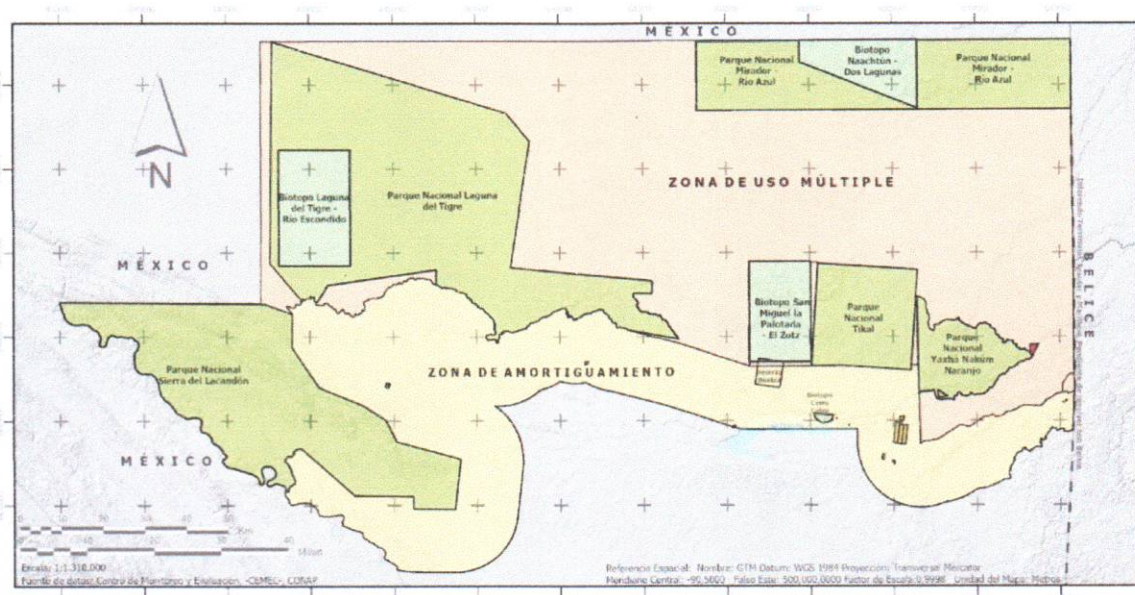 MÉXICO
Parque Nacional
Mirador -
Rio Azul
Biotopo
Naachtún -
Dos Lagunas
Parque Nacional
Mirador -
Rio Azul
N
ZONA DE USO MÚLTIPLE
Biotopo Laguna
del Tigre -
Rio Escondido
Parque Nacional Laguna
del Tigre
MÉXICO
BELICE
Biotopo San
Miguel la
Palotada
- El Zotz
Parque
Nacional
Tikal
Parque
Nacional
Yaxhá Nakúm
Naranjo
Parque Nacional
Sierra del Lacandón
ZONA DE AMORTIGUAMIENTO
Biotopo
Cerro
MÉXICO
Km
Escala: 1:1.310.000
Fuente de datos: Centro de Monitoreo y Evaluación, -CEMEC-, CONAP
Referencia Espacial: Nombre: GTM Datum: WGS 1984 Proyección: Transversal Mercator
Meridiano Central: -90,5000 Falso Este: 500,000,0000 Factor de Escala: 0,9998 Unidad del Mapa: Metros